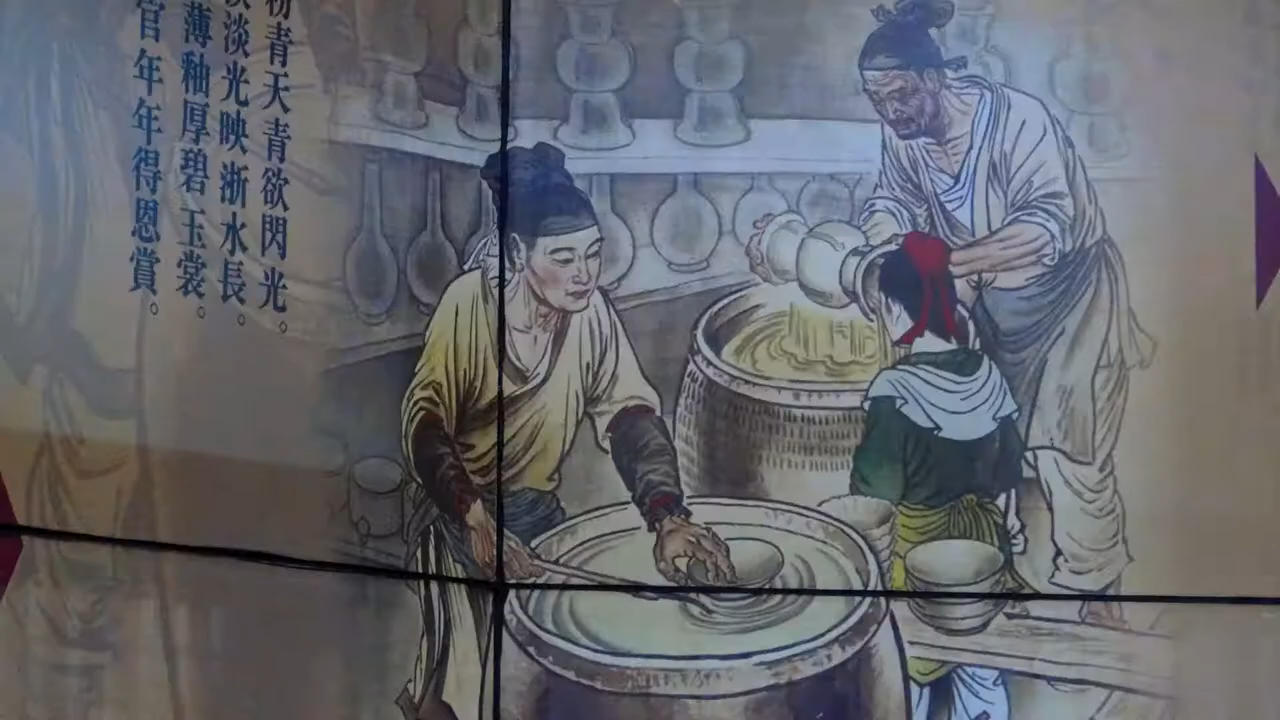 粉青天青欲閃光。
淡光映浙水長。
薄釉厚碧玉裳。
官年年得恩賞。